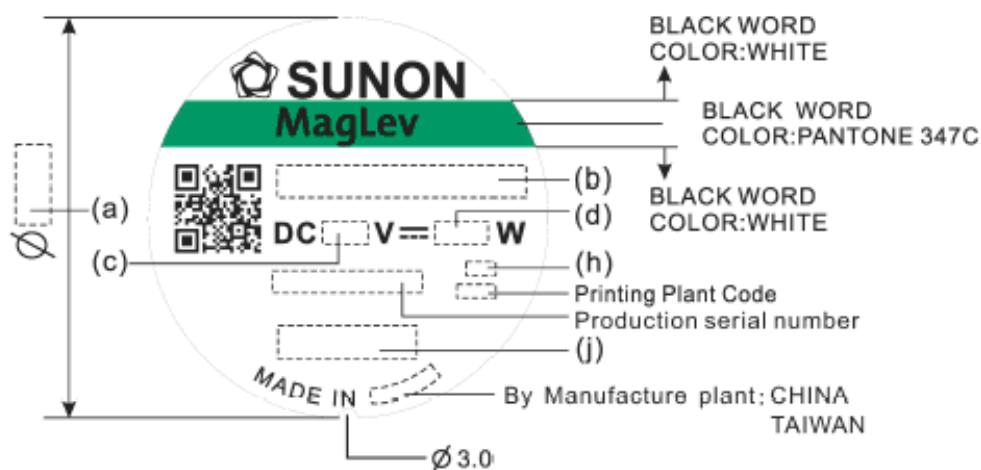 BLACK WORD
COLOR:WHITE
SUNON
MagLev
BLACK WORD
COLOR:PANTONE 347C
(a)
(b)
BLACK WORD
COLOR:WHITE
(d)
DC V⎓ W
Ø
(c)
(h)
Printing Plant Code
Production serial number
(j)
MADE IN
By Manufacture plant: CHINA
TAIWAN
Ø 3.0